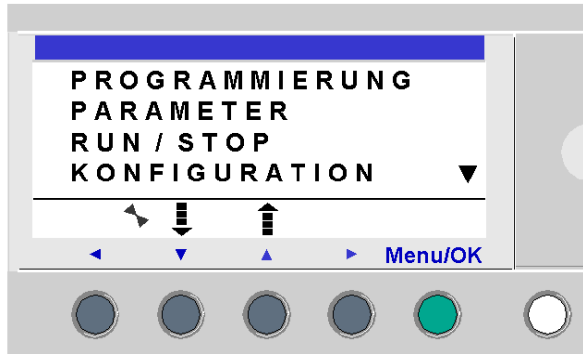 PROGRAMMIERUNG
PARAMETER
RUN / STOP
KONFIGURATION
Menu/OK